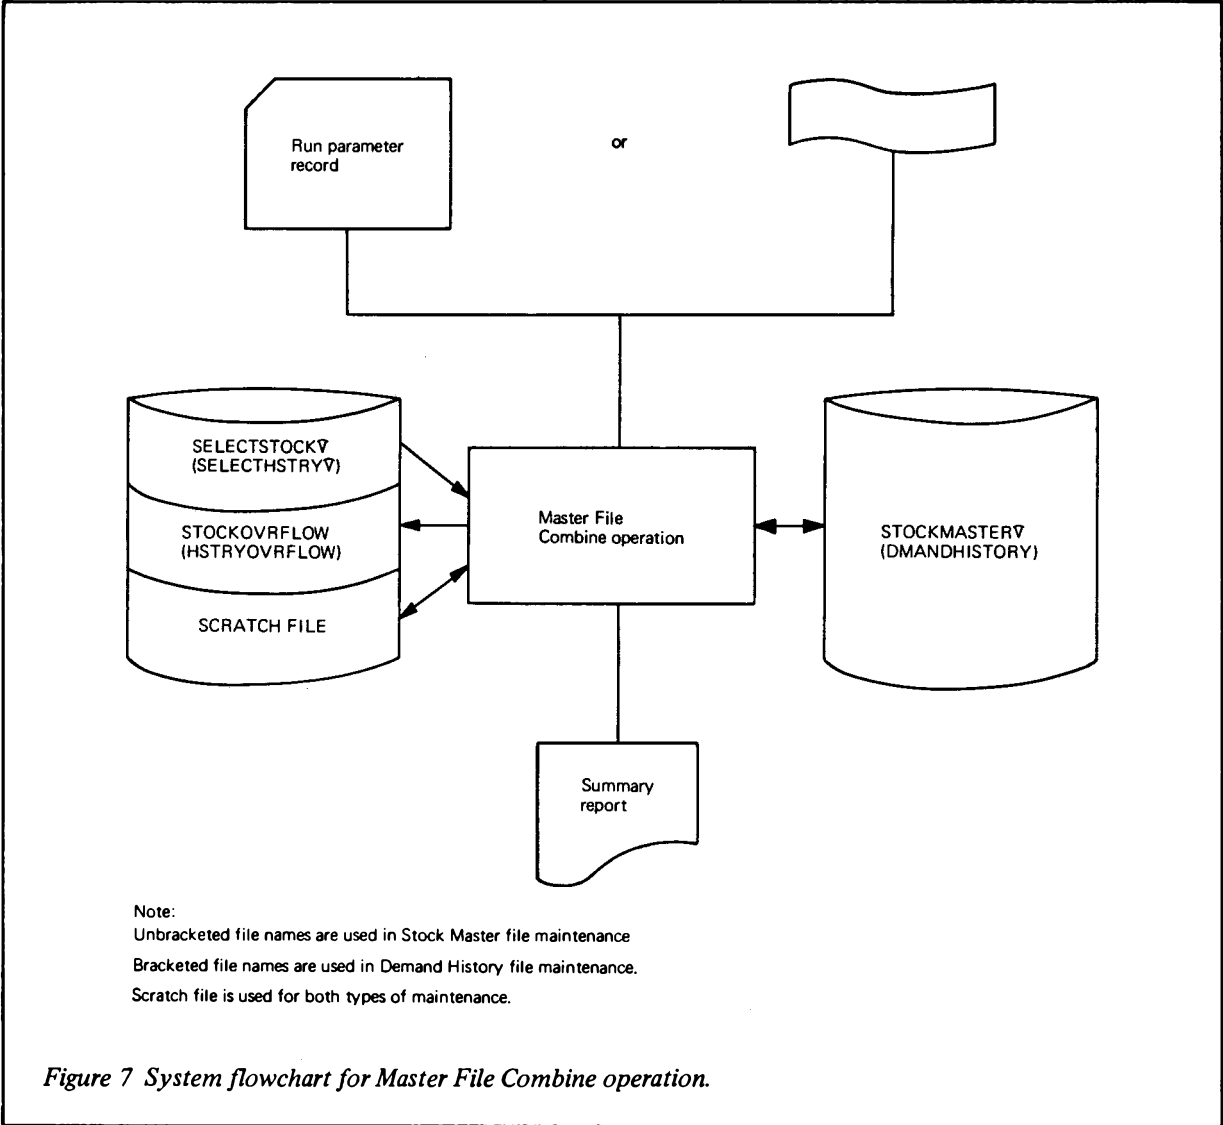 Run parameter
record
or
SELECTSTOCK∇̄
(SELECTHSTRY∇̄)
STOCKOVRFLOW
(HSTRYOVRFLOW)
SCRATCH FILE
Master File
Combine operation
STOCKMASTER∇̄
(DMANDHISTORY)
Summary
report
Note:
Unbracketed file names are used in Stock Master file maintenance
Bracketed file names are used in Demand History file maintenance.
Scratch file is used for both types of maintenance.
Figure 7 System flowchart for Master File Combine operation.